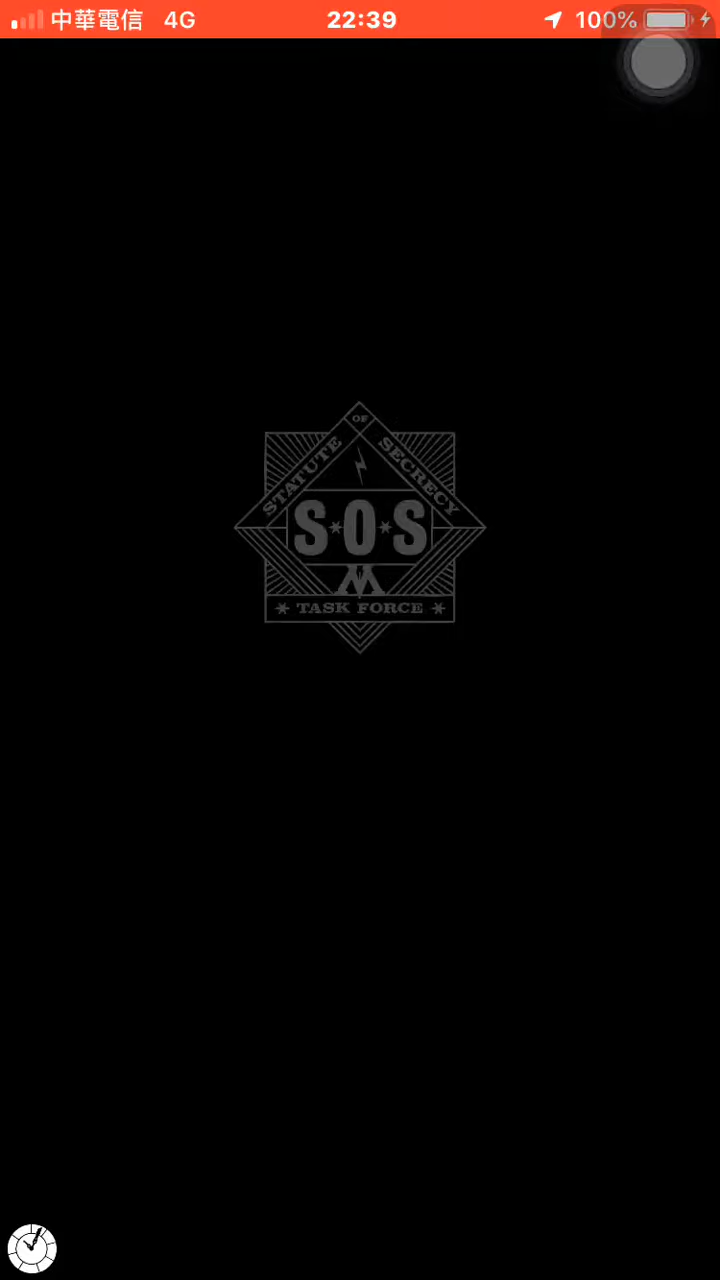 中華電信 4G 22:39 100%
STATUTE OF SECRECY
S*O*S
M
* TASK FORCE *